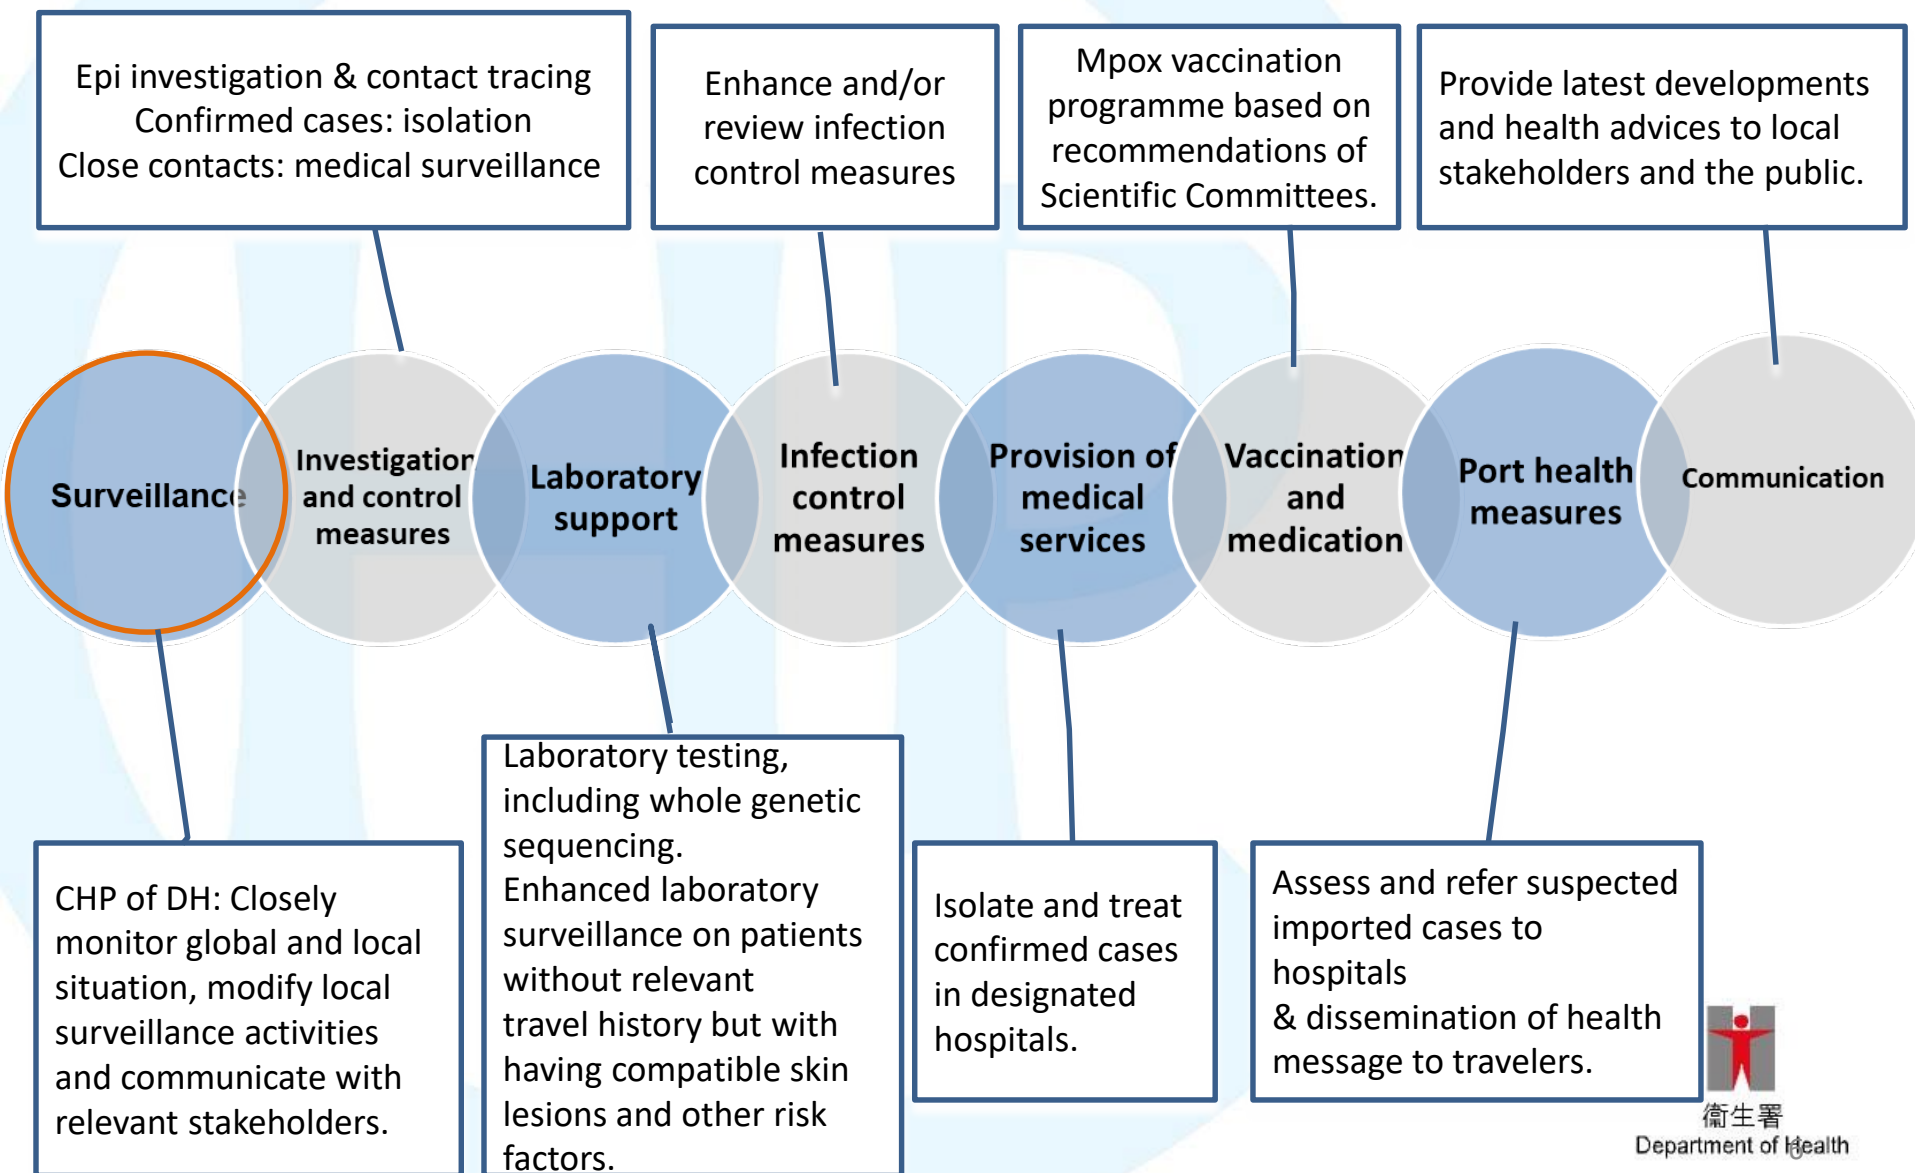 Epi investigation & contact tracing
Confirmed cases: isolation
Close contacts: medical surveillance
Enhance and/or
review infection
control measures
Mpox vaccination
programme based on
recommendations of
Scientific Committees.
Provide latest developments
and health advices to local
stakeholders and the public.
Surveillance
Investigation
and control
measures
Laboratory
support
Infection
control
measures
Provision of
medical
services
Vaccination
and
medication
Port health
measures
Communication
CHP of DH: Closely
monitor global and local
situation, modify local
surveillance activities
and communicate with
relevant stakeholders.
Laboratory testing,
including whole genetic
sequencing.
Enhanced laboratory
surveillance on patients
without relevant
travel history but with
having compatible skin
lesions and other risk
factors.
Isolate and treat
confirmed cases
in designated
hospitals.
Assess and refer suspected
imported cases to
hospitals
& dissemination of health
message to travelers.
衞生署
Department of Health